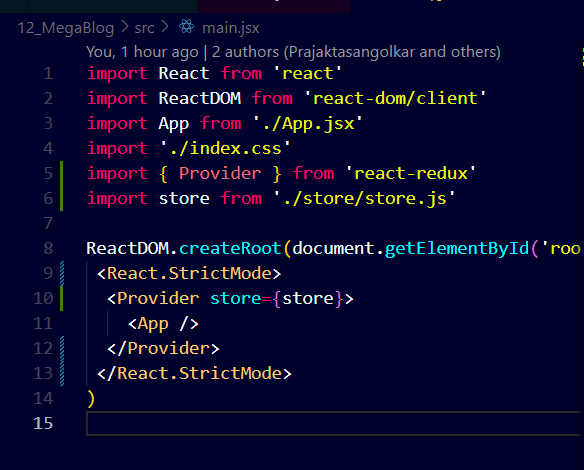 12_MegaBlog > src > main.jsx
You, 1 hour ago | 2 authors (Prajaktasangolkar and others)
1 import React from 'react'
2 import ReactDOM from 'react-dom/client'
3 import App from './App.jsx'
4 import './index.css'
5 import { Provider } from 'react-redux'
6 import store from './store/store.js'
7
8 ReactDOM.createRoot(document.getElementById('roo
9 <React.StrictMode>
10 <Provider store={store}>
11 <App />
12 </Provider>
13 </React.StrictMode>
14 )
15